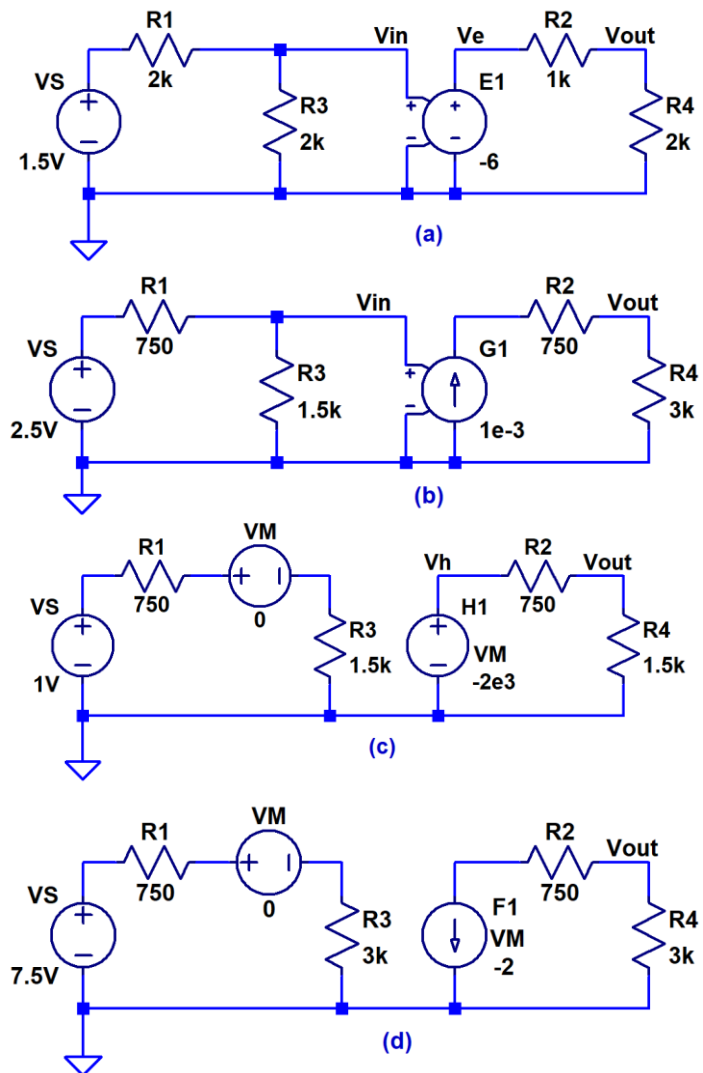 R1 Vin Ve R2 Vout
VS 2k E1 1k
+ R3 + + R4
− 2k − − 2k
1.5V -6
(a)
R1 Vin R2 Vout
VS 750 G1 750
+ R3 + R4
− 1.5k − 3k
2.5V 1e-3
(b)
VM
R1 Vh R2 Vout
+ −
VS 750 0 H1 750
+ R3 + VM R4
− 1.5k − 1.5k
1V -2e3
(c)
VM
R1 R2 Vout
+ −
VS 750 0 F1 750
+ R3 VM R4
− 3k -2 3k
7.5V
(d)